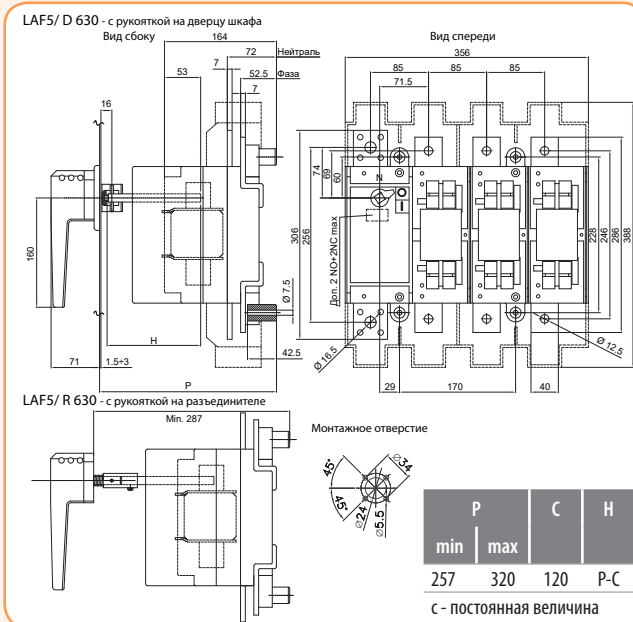 LAF5/ D 630 - с рукояткой на дверцу шкафа
Вид сбоку
Вид спереди
164
356
72
Нейтраль
7
85
85
85
53
52.5
Фаза
71.5
7
16
74
69
60
N
O
I
160
306
256
Доп. 2 NO+2NC max
228
246
286
388
Ø 7.5
H
42.5
Ø 16.5
Ø 12.5
71
1.5÷3
29
170
40
P
LAF5/ R 630 - с рукояткой на разъединителе
Min. 287
Монтажное отверстие
45°
45°
Ø34
Ø24
Ø5.5
P C H
min max
257 320 120 P-C
с - постоянная величина